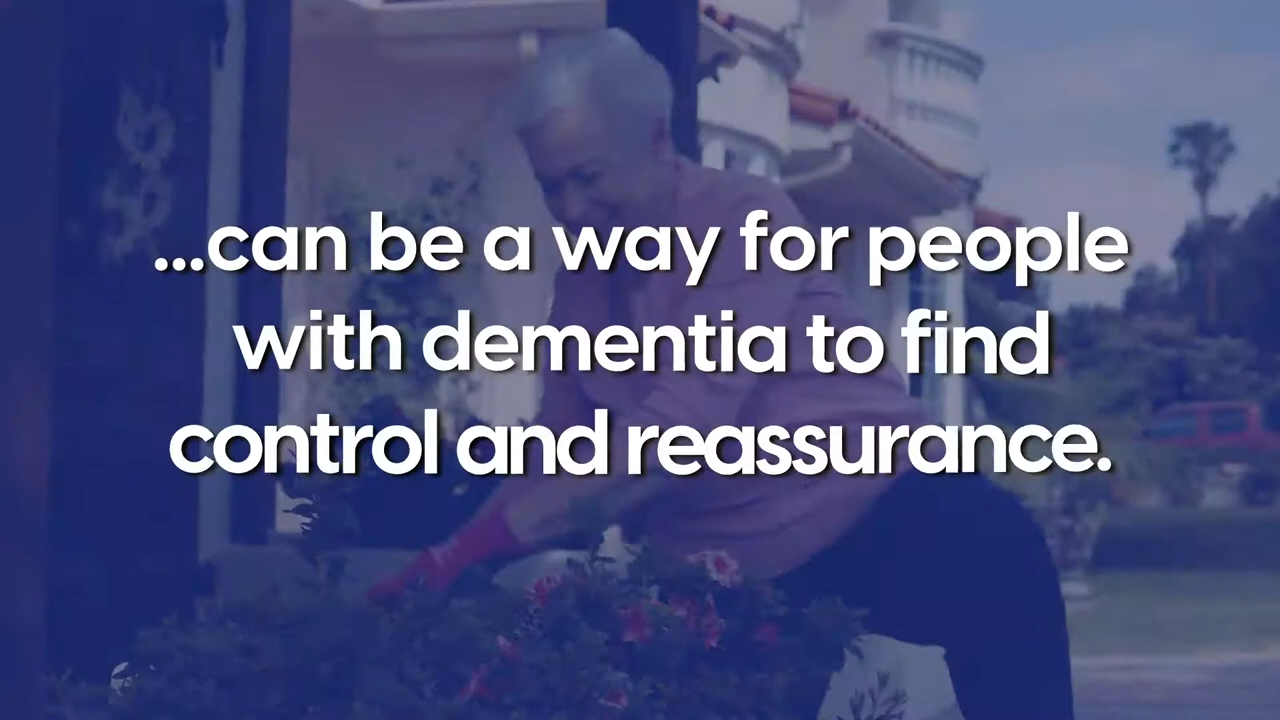 ...can be a way for people
with dementia to find
control and reassurance.